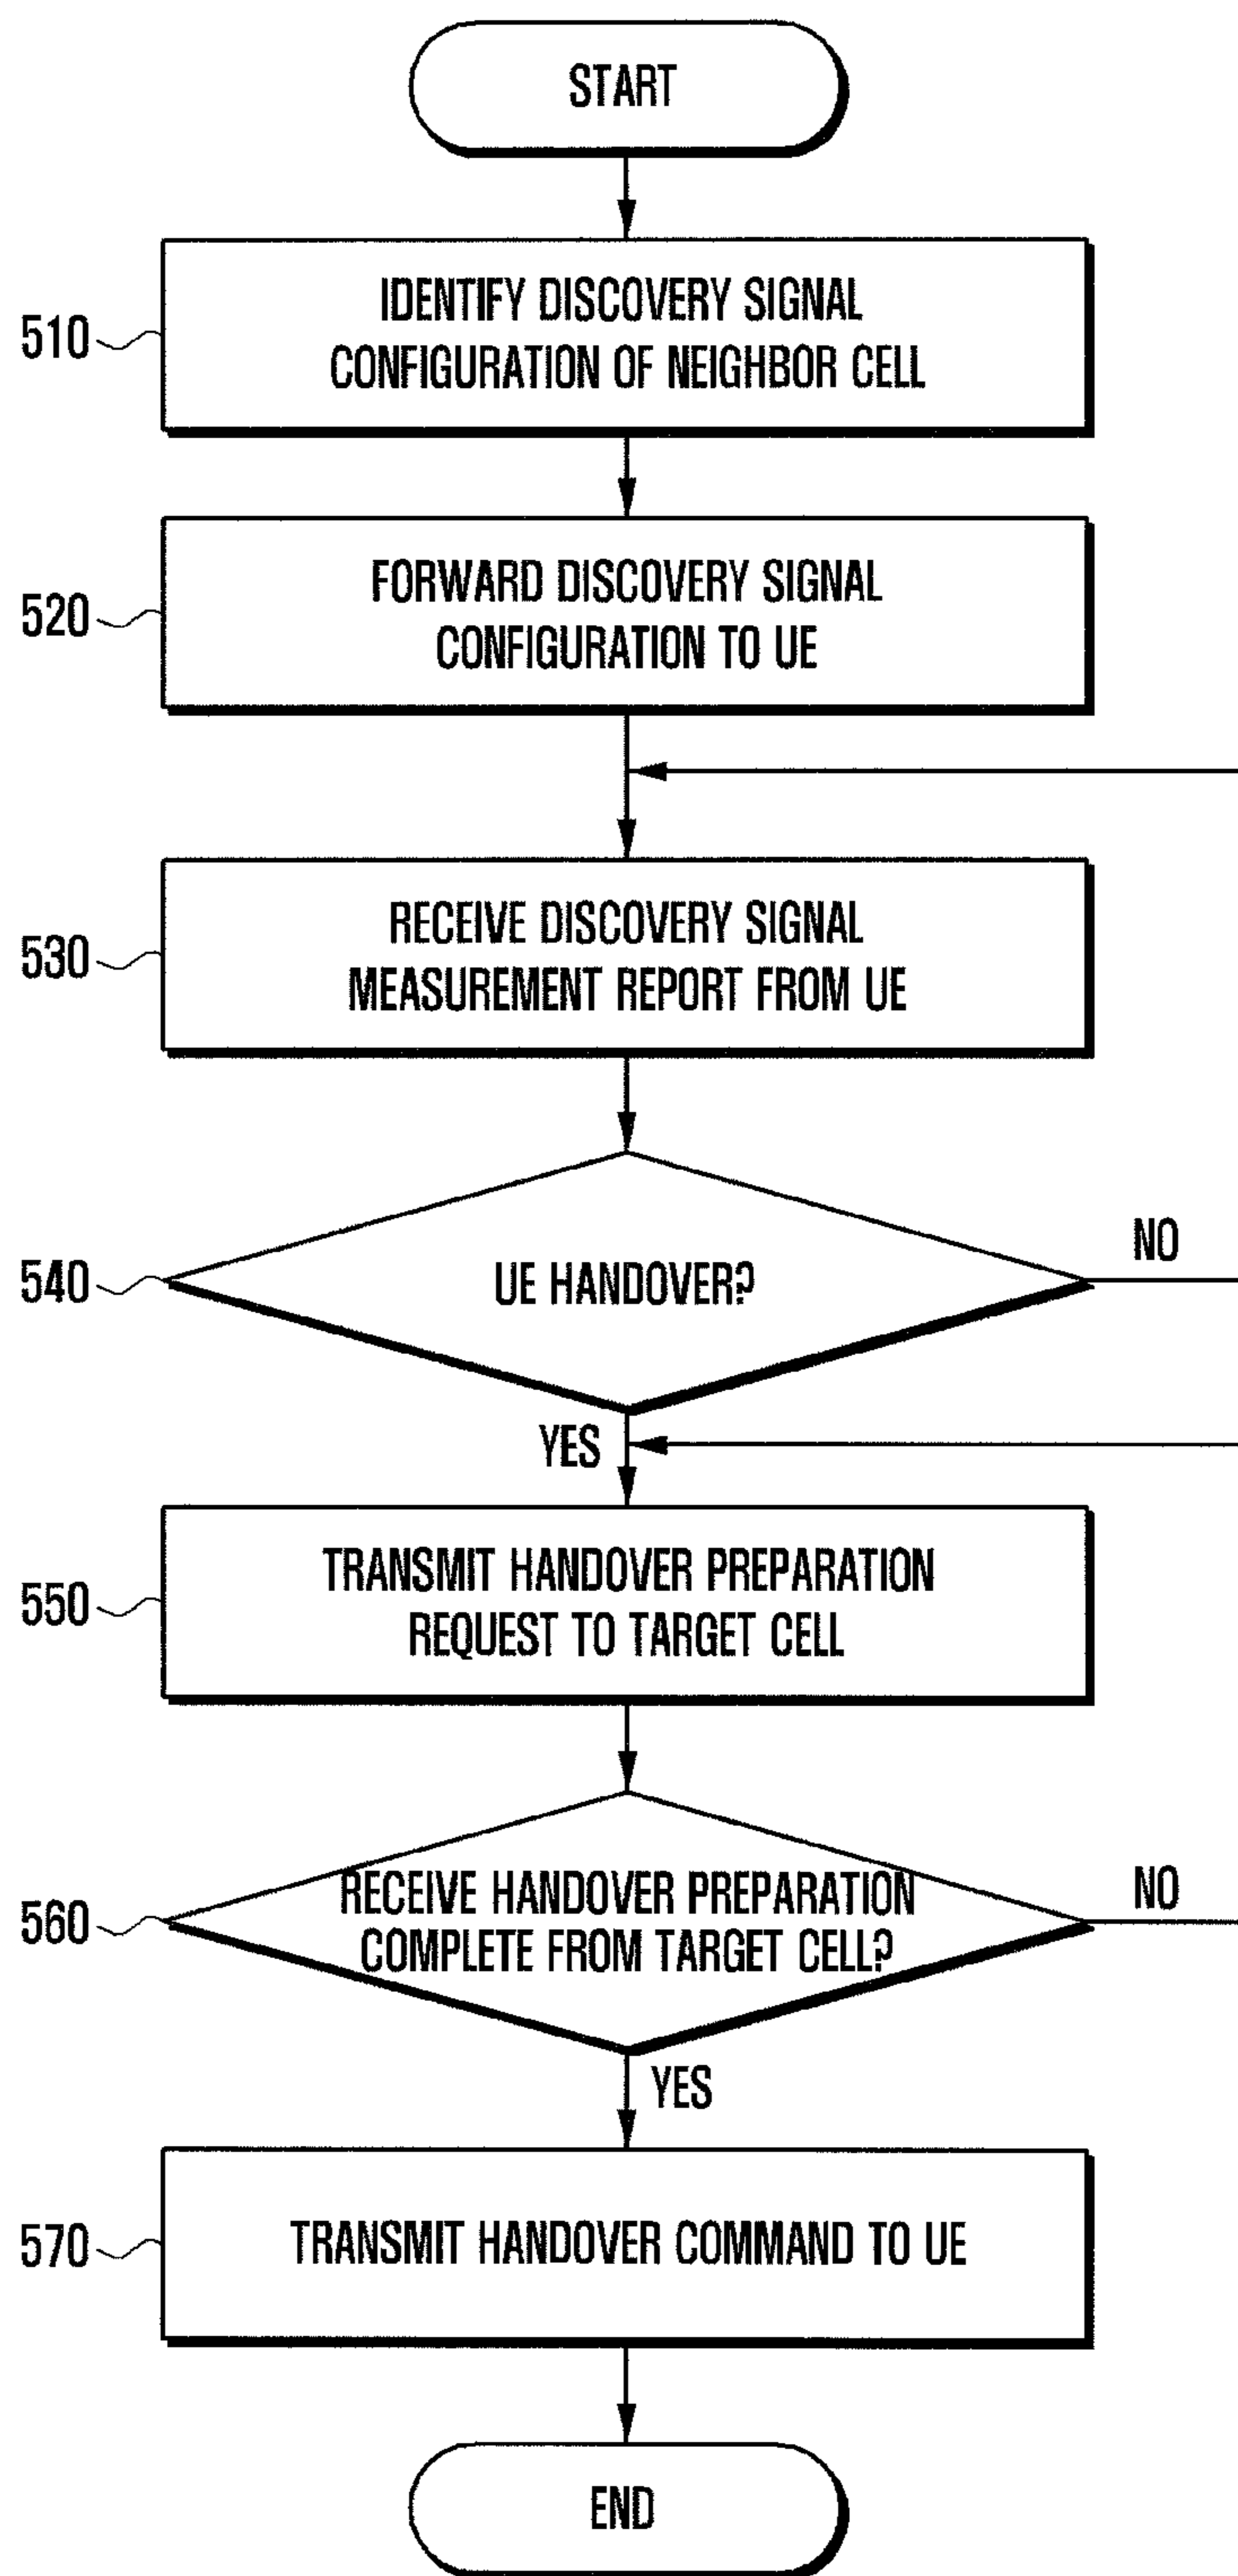 START
510
IDENTIFY DISCOVERY SIGNAL
CONFIGURATION OF NEIGHBOR CELL
520
FORWARD DISCOVERY SIGNAL
CONFIGURATION TO UE
530
RECEIVE DISCOVERY SIGNAL
MEASUREMENT REPORT FROM UE
540
UE HANDOVER?
NO
YES
550
TRANSMIT HANDOVER PREPARATION
REQUEST TO TARGET CELL
560
RECEIVE HANDOVER PREPARATION
COMPLETE FROM TARGET CELL?
NO
YES
570
TRANSMIT HANDOVER COMMAND TO UE
END